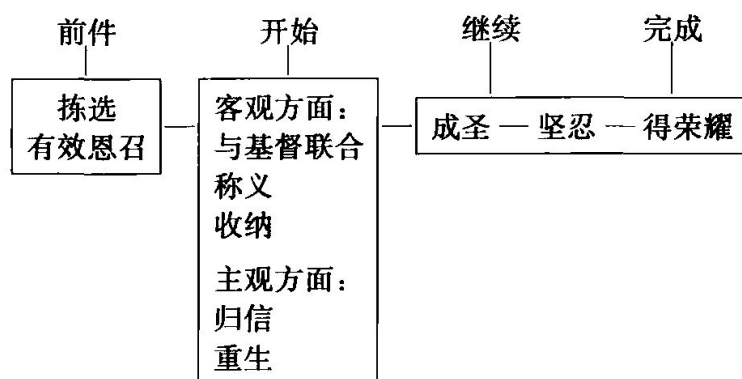 前件
开始
继续
完成
拣选
有效恩召
客观方面：
与基督联合
称义
收纳
主观方面：
归信
重生
成圣 — 坚忍 — 得荣耀